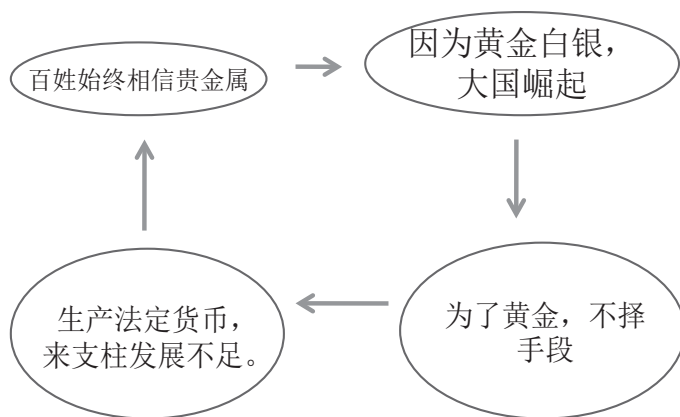 百姓始终相信贵金属
因为黄金白银，
大国崛起
为了黄金，不择
手段
生产法定货币，
来支柱发展不足。